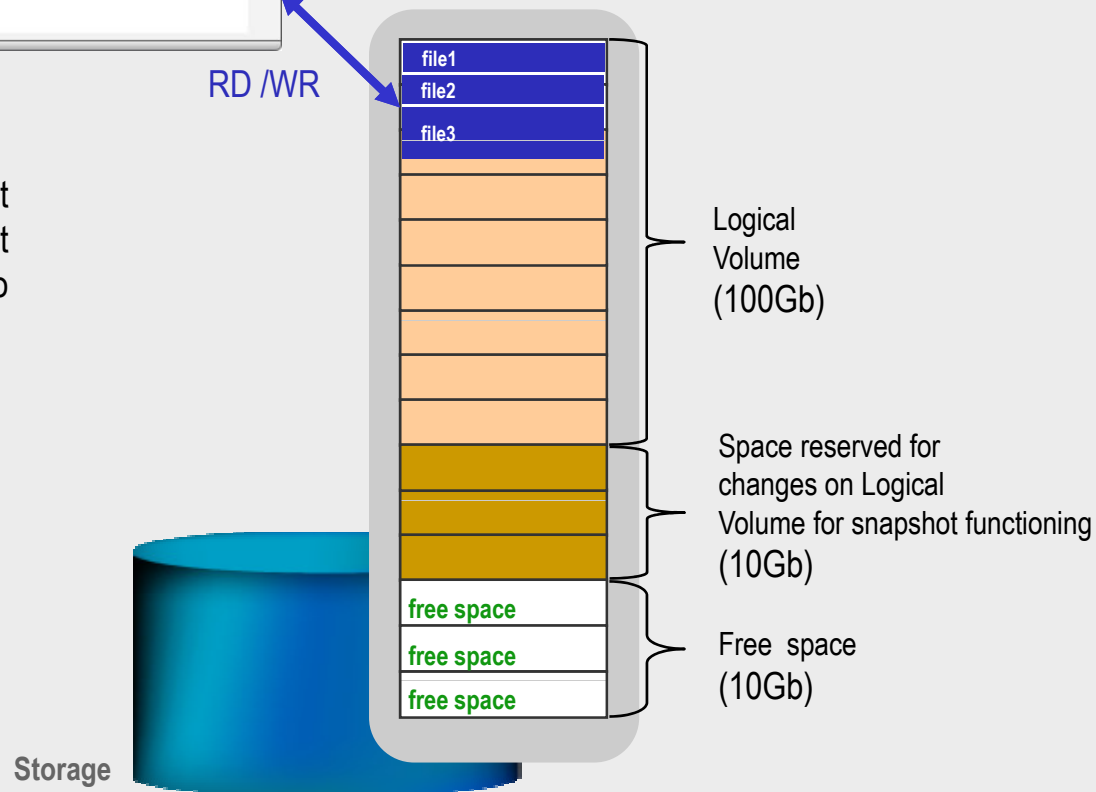 RD /WR
file1
file2
file3
t
t
o
Logical
Volume
(100Gb)
Space reserved for
changes on Logical
Volume for snapshot functioning
(10Gb)
free space
free space
free space
Free space
(10Gb)
Storage